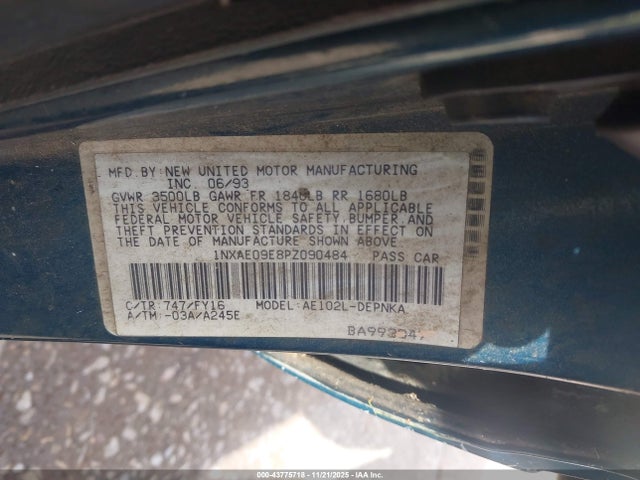 MFD.BY:NEW UNITED MOTOR MANUFACTURING
INC. 06/93
GVWR 3500LB GAWR FR 1840LB RR 1680LB
THIS VEHICLE CONFORMS TO ALL APPLICABLE
FEDERAL MOTOR VEHICLE SAFETY BUMPER AND
THEFT PREVENTION STANDARDS IN EFFECT ON
THE DATE OF MANUFACTURE SHOWN ABOVE.
1NXAE09E8PZ090484 PASS CAR
C/TR:747/FY16 MODEL:AE102L-DEPNKA
A/TM:-03A/A245E
000-43775718 - 11/21/2025 - IAAI.COM